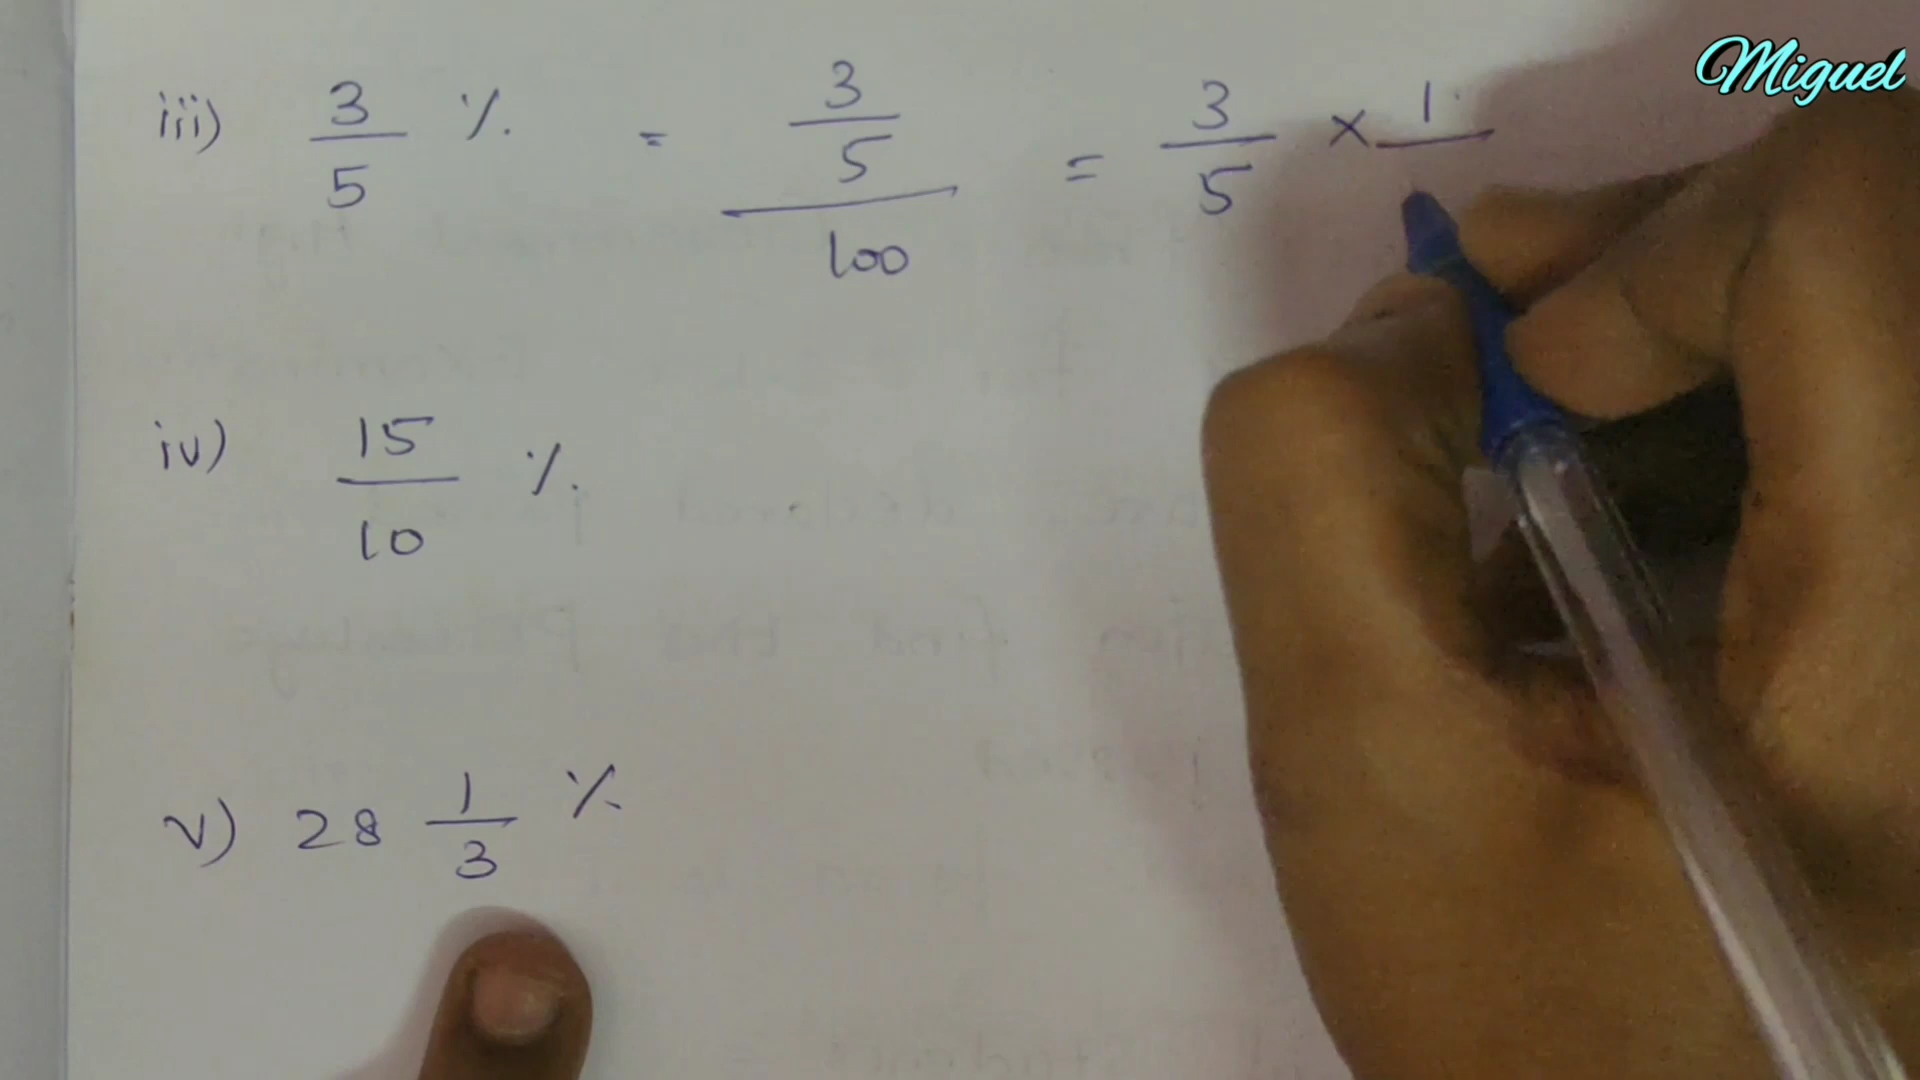 Miguel
iii) 3/5 % = 3/5/100 = 3/5 × 1/
iv) 15/10 %
v) 28 1/3 %